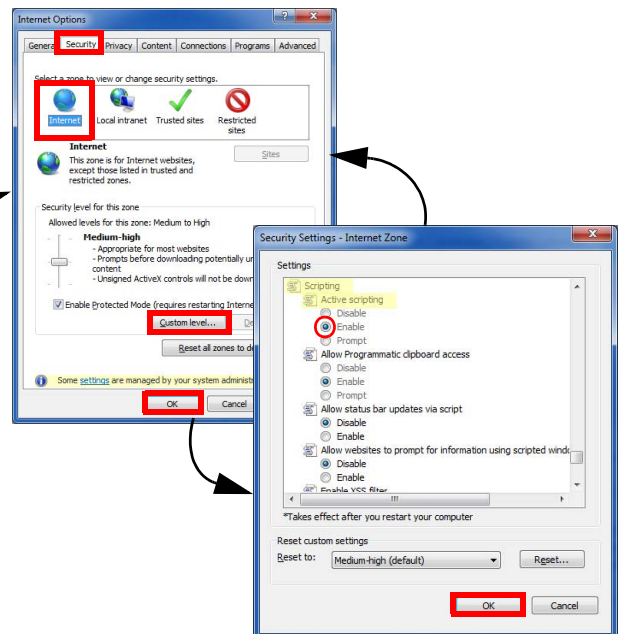 Internet Options
General Security Privacy Content Connections Programs Advanced
Select a zone to view or change security settings.
Internet Local intranet Trusted sites Restricted
sites
Internet
This zone is for Internet websites,
except those listed in trusted and
restricted zones.
Sites
Security level for this zone
Allowed levels for this zone: Medium to High
Medium-high
- Appropriate for most websites
- Prompts before downloading potentially un
content
- Unsigned ActiveX controls will not be down
Enable Protected Mode (requires restarting Interne
Custom level... De
Reset all zones to de
Some settings are managed by your system administr
OK Cancel
Security Settings - Internet Zone
Settings
Scripting
Active scripting
Disable
Enable
Prompt
Allow Programmatic clipboard access
Disable
Enable
Prompt
Allow status bar updates via script
Disable
Enable
Allow websites to prompt for information using scripted windo
Disable
Enable
Enable XSS filter
*Takes effect after you restart your computer
Reset custom settings
Reset to: Medium-high (default) Reset...
OK Cancel